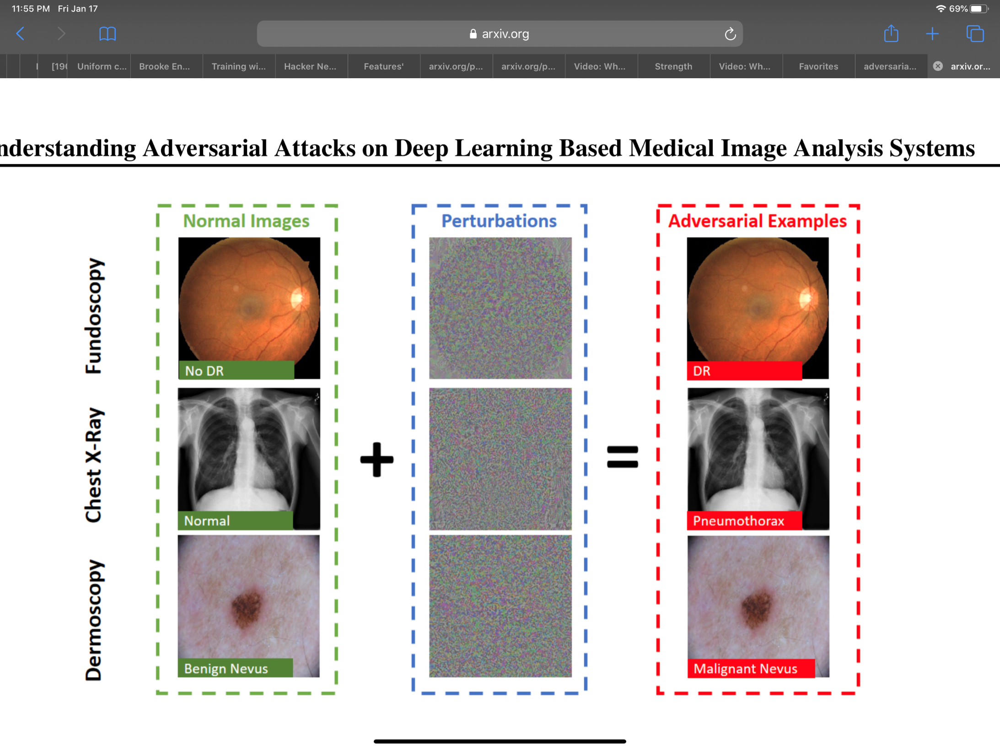 11:55 PM Fri Jan 17
69%
arxiv.org
[190
Uniform c...
Brooke En...
Training wi...
Hacker Ne...
Features'
arxiv.org/p...
arxiv.org/p...
Video: Wh...
Strength
Video: Wh...
Favorites
adversaria...
arxiv.or...
nderstanding Adversarial Attacks on Deep Learning Based Medical Image Analysis Systems
Normal Images
Perturbations
Adversarial Examples
Fundoscopy
No DR
DR
Chest X-Ray
Normal
+
=
Pneumothorax
Dermoscopy
Benign Nevus
Malignant Nevus